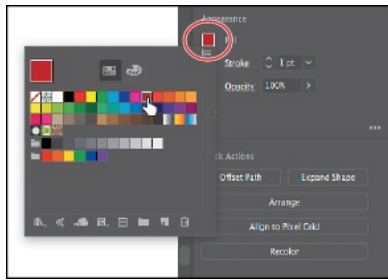 Appearance
Fill
Stroke 1 pt
Opacity 100%
Quick Actions
Offset Path Expand Shape
Arrange
Align to Pixel Grid
Recolor